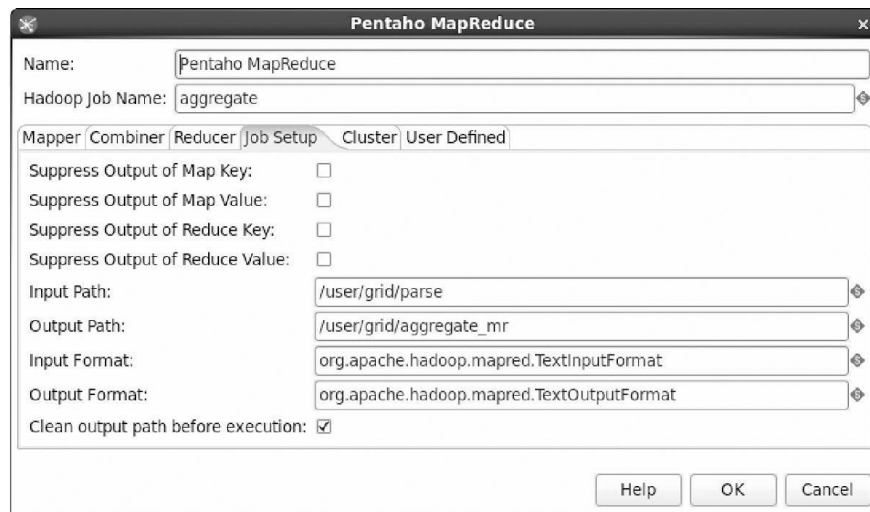 Pentaho MapReduce
Name: Pentaho MapReduce
Hadoop Job Name: aggregate
Mapper Combiner Reducer Job Setup Cluster User Defined
Suppress Output of Map Key:
Suppress Output of Map Value:
Suppress Output of Reduce Key:
Suppress Output of Reduce Value:
Input Path: /user/grid/parse
Output Path: /user/grid/aggregate_mr
Input Format: org.apache.hadoop.mapred.TextInputFormat
Output Format: org.apache.hadoop.mapred.TextOutputFormat
Clean output path before execution:
Help OK Cancel